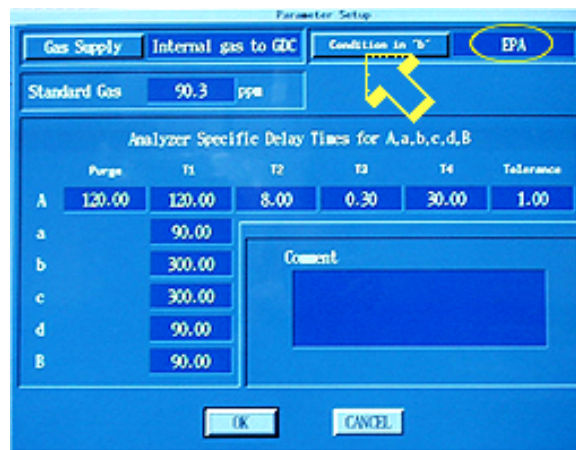 Parameter Setup
Gas Supply Internal gas to GDC Condition in "b" EPA
Standard Gas 90.3 ppm
Analyzer Specific Delay Times for A,a,b,c,d,B
Purge T1 T2 T3 T4 Tolerance
A 120.00 120.00 8.00 0.30 30.00 1.00
a 90.00
b 300.00
c 300.00
d 90.00
B 90.00
Comment
OK CANCEL